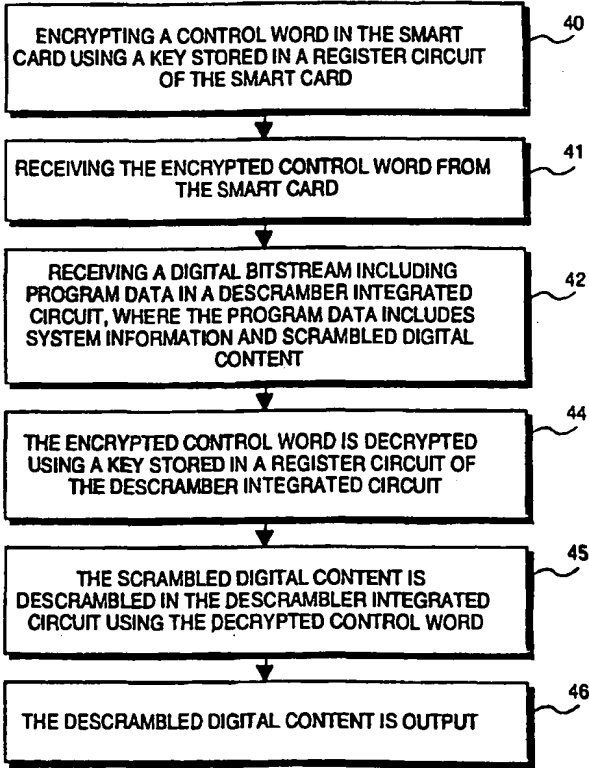 ENCRYPTING A CONTROL WORD IN THE SMART
CARD USING A KEY STORED IN A REGISTER CIRCUIT
OF THE SMART CARD
40
RECEIVING THE ENCRYPTED CONTROL WORD FROM
THE SMART CARD
41
RECEIVING A DIGITAL BITSTREAM INCLUDING
PROGRAM DATA IN A DESCRAMBER INTEGRATED
CIRCUIT, WHERE THE PROGRAM DATA INCLUDES
SYSTEM INFORMATION AND SCRAMBLED DIGITAL
CONTENT
42
THE ENCRYPTED CONTROL WORD IS DECRYPTED
USING A KEY STORED IN A REGISTER CIRCUIT OF
THE DESCRAMBER INTEGRATED CIRCUIT
44
THE SCRAMBLED DIGITAL CONTENT IS
DESCRAMBLED IN THE DESCRAMBLER INTEGRATED
CIRCUIT USING THE DECRYPTED CONTROL WORD
45
THE DESCRAMBLED DIGITAL CONTENT IS OUTPUT
46